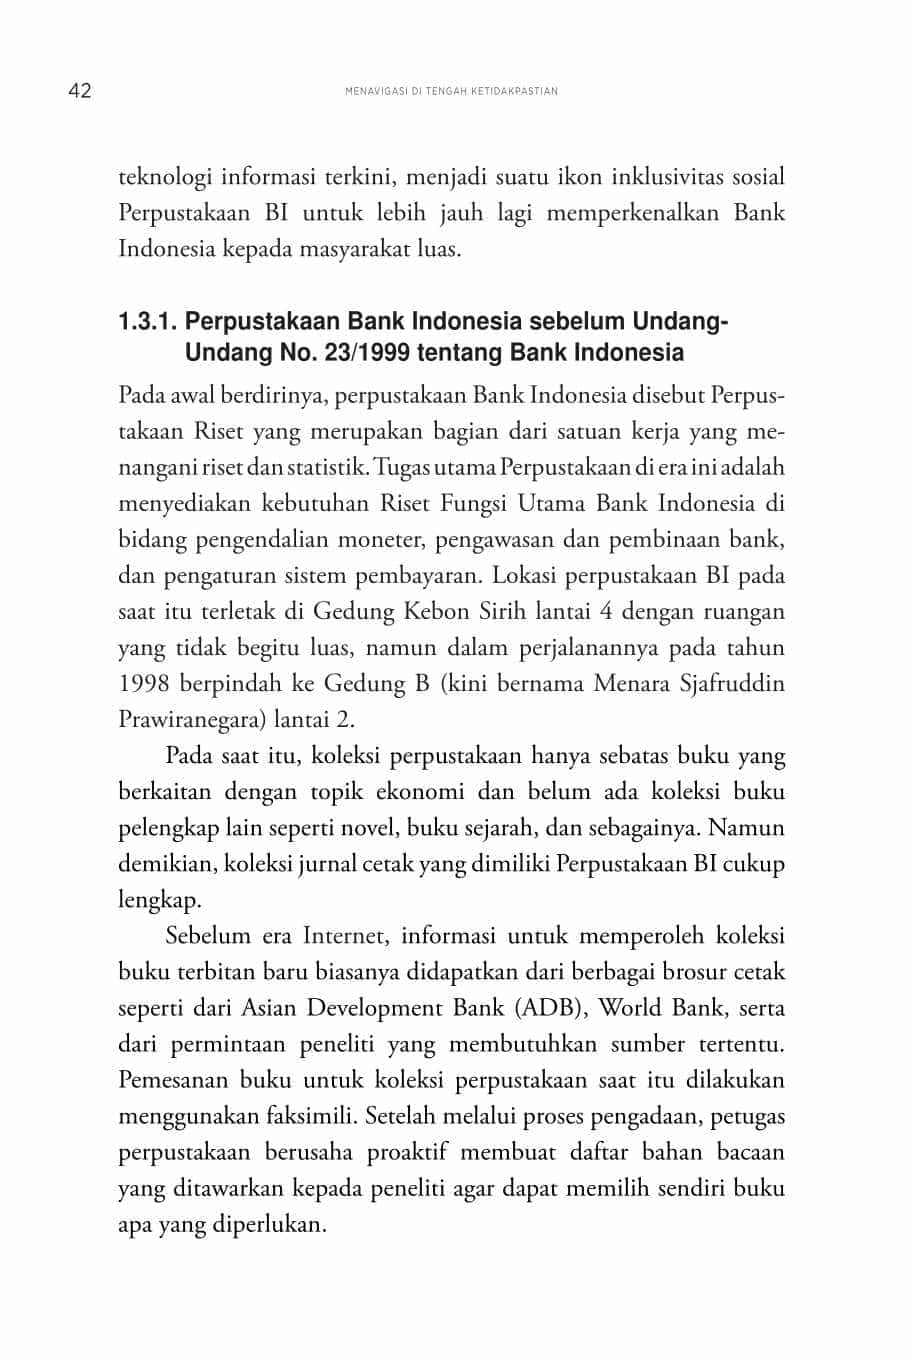 42
MENAVIGASI DI TENGAH KETIDAKPASTIAN
teknologi informasi terkini, menjadi suatu ikon inklusivitas sosial
Perpustakaan BI untuk lebih jauh lagi memperkenalkan Bank
Indonesia kepada masyarakat luas.
1.3.1. Perpustakaan Bank Indonesia sebelum Undang-
Undang No. 23/1999 tentang Bank Indonesia
Pada awal berdirinya, perpustakaan Bank Indonesia disebut Perpus-
takaan Riset yang merupakan bagian dari satuan kerja yang me-
nangani riset dan statistik. Tugas utama Perpustakaan di era ini adalah
menyediakan kebutuhan Riset Fungsi Utama Bank Indonesia di
bidang pengendalian moneter, pengawasan dan pembinaan bank,
dan pengaturan sistem pembayaran. Lokasi perpustakaan BI pada
saat itu terletak di Gedung Kebon Sirih lantai 4 dengan ruangan
yang tidak begitu luas, namun dalam perjalanannya pada tahun
1998 berpindah ke Gedung B (kini bernama Menara Sjafruddin
Prawiranegara) lantai 2.
Pada saat itu, koleksi perpustakaan hanya sebatas buku yang
berkaitan dengan topik ekonomi dan belum ada koleksi buku
pelengkap lain seperti novel, buku sejarah, dan sebagainya. Namun
demikian, koleksi jurnal cetak yang dimiliki Perpustakaan BI cukup
lengkap.
Sebelum era Internet, informasi untuk memperoleh koleksi
buku terbitan baru biasanya didapatkan dari berbagai brosur cetak
seperti dari Asian Development Bank (ADB), World Bank, serta
dari permintaan peneliti yang membutuhkan sumber tertentu.
Pemesanan buku untuk koleksi perpustakaan saat itu dilakukan
menggunakan faksimili. Setelah melalui proses pengadaan, petugas
perpustakaan berusaha proaktif membuat daftar bahan bacaan
yang ditawarkan kepada peneliti agar dapat memilih sendiri buku
apa yang diperlukan.